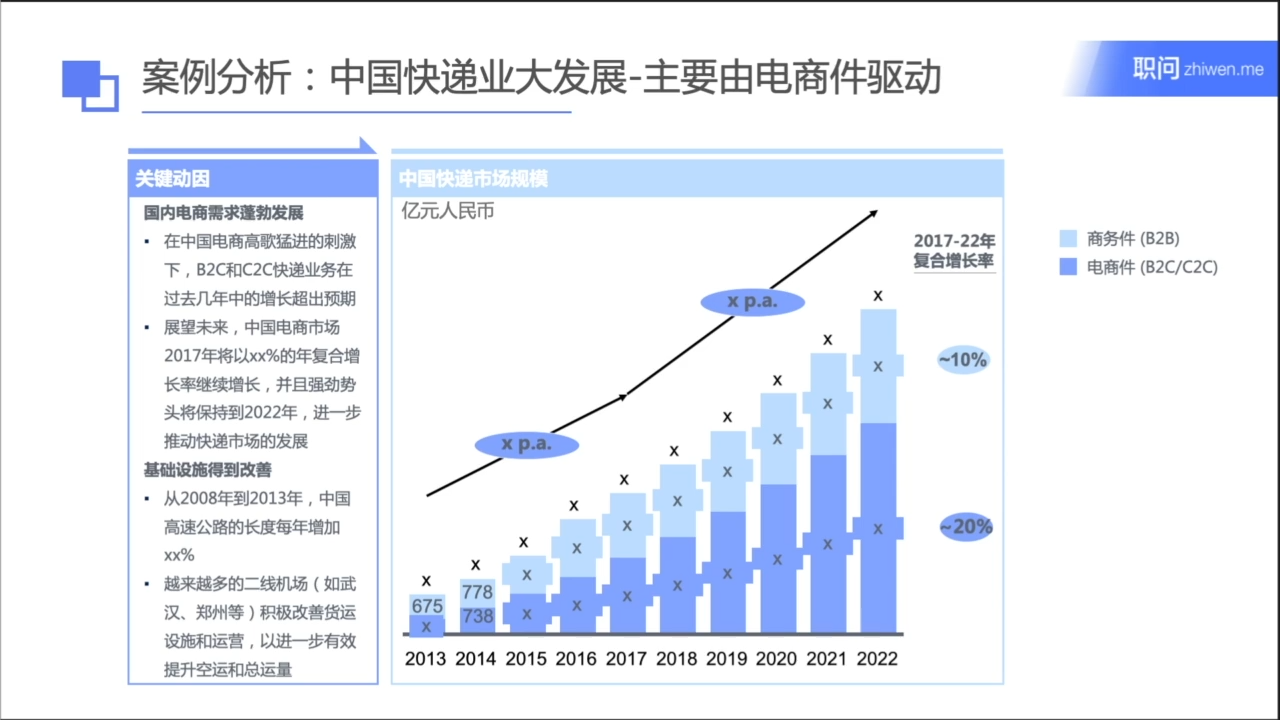 案例分析：中国快递业大发展-主要由电商件驱动
职问 zhiwen.me
关键动因
国内电商需求蓬勃发展
▪ 在中国电商高歌猛进的刺激
下，B2C和C2C快递业务在
过去几年中的增长超出预期
▪ 展望未来，中国电商市场
2017年将以xx%的年复合增
长率继续增长，并且强劲势
头将保持到2022年，进一步
推动快递市场的发展
基础设施得到改善
▪ 从2008年到2013年，中国
高速公路的长度每年增加
xx%
▪ 越来越多的二线机场（如武
汉、郑州等）积极改善货运
设施和运营，以进一步有效
提升空运和总运量
中国快递市场规模
亿元人民币
2017-22年
复合增长率
商务件 (B2B)
电商件 (B2C/C2C)
x p.a.
x p.a.
~10%
~20%
x x x x x x x x x x
675 778 x x x x x x x x
x 738 x x x x x x x x
2013 2014 2015 2016 2017 2018 2019 2020 2021 2022